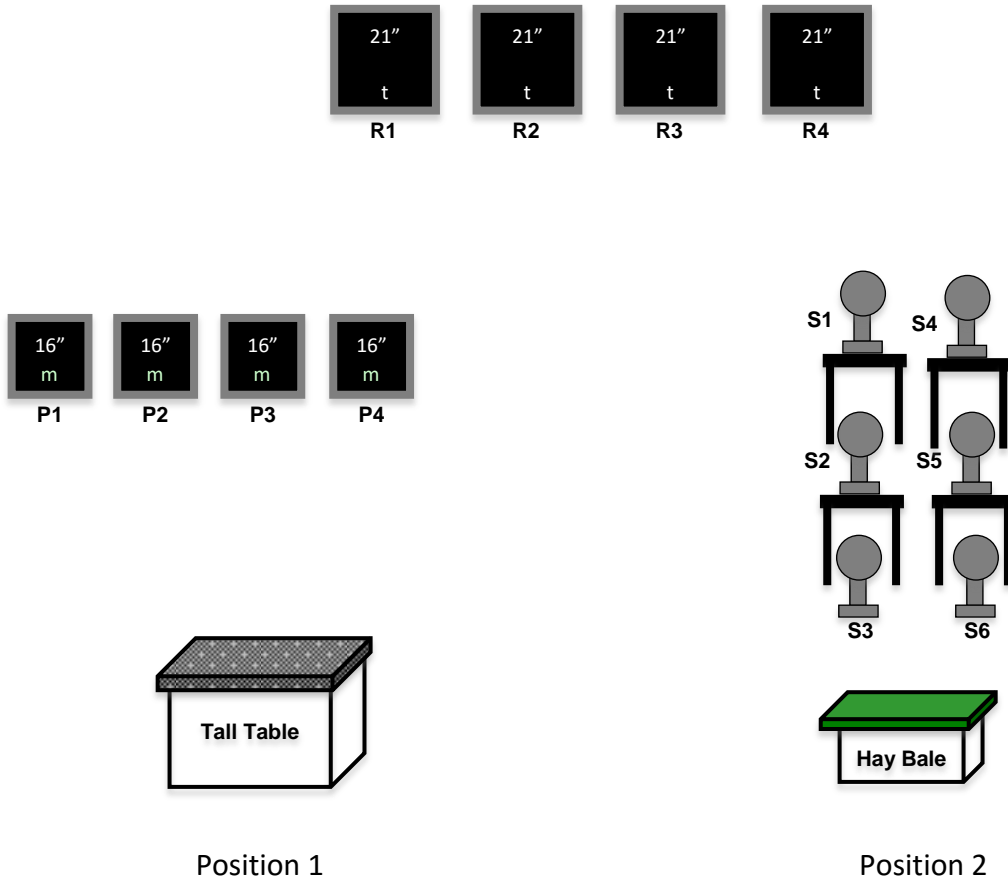 21”
t
R1
21”
t
R2
21”
t
R3
21”
t
R4
16”
m
P1
16”
m
P2
16”
m
P3
16”
m
P4
S1
S4
S2
S5
S3
S6
Tall Table
Hay Bale
Position 1
Position 2